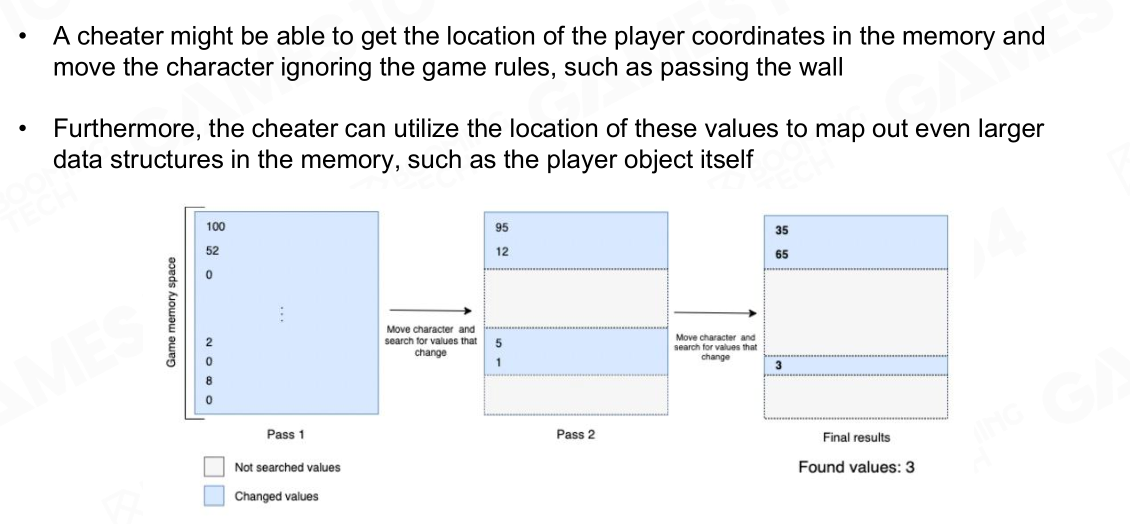 • A cheater might be able to get the location of the player coordinates in the memory and
move the character ignoring the game rules, such as passing the wall
• Furthermore, the cheater can utilize the location of these values to map out even larger
data structures in the memory, such as the player object itself
Game memory space
100
52
0
⋮
2
0
8
0
Pass 1
Move character and
search for values that
change
95
12
5
1
Pass 2
Move character and
search for values that
change
35
65
3
Final results
Found values: 3
Not searched values
Changed values